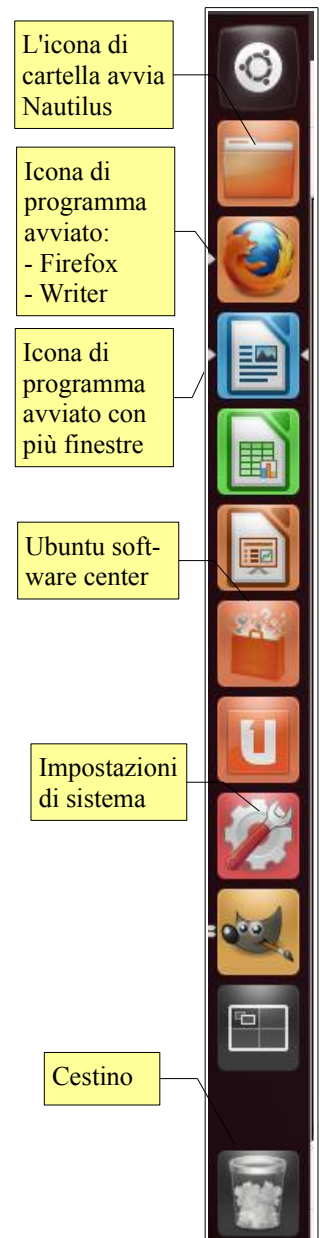 L'icona di
cartella avvia
Nautilus
Icona di
programma
avviato:
- Firefox
- Writer
Icona di
programma
avviato con
più finestre
Ubuntu soft-
ware center
Impostazioni
di sistema
Cestino